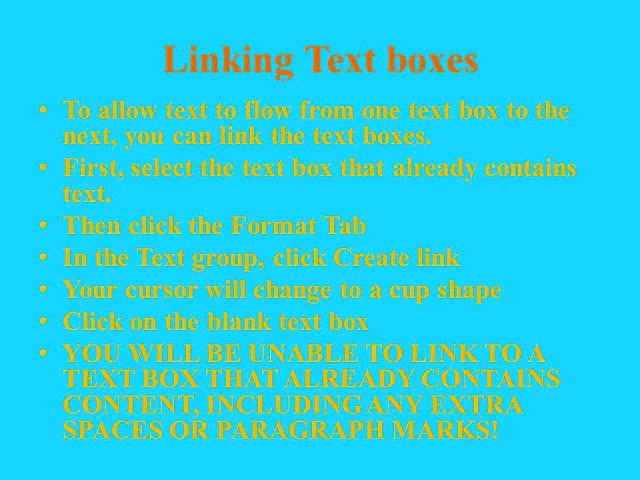 Linking Text boxes
• To allow text to flow from one text box to the
next, you can link the text boxes.
• First, select the text box that already contains
text.
• Then click the Format Tab
• In the Text group, click Create link
• Your cursor will change to a cup shape
• Click on the blank text box
• YOU WILL BE UNABLE TO LINK TO A
TEXT BOX THAT ALREADY CONTAINS
CONTENT, INCLUDING ANY EXTRA
SPACES OR PARAGRAPH MARKS!